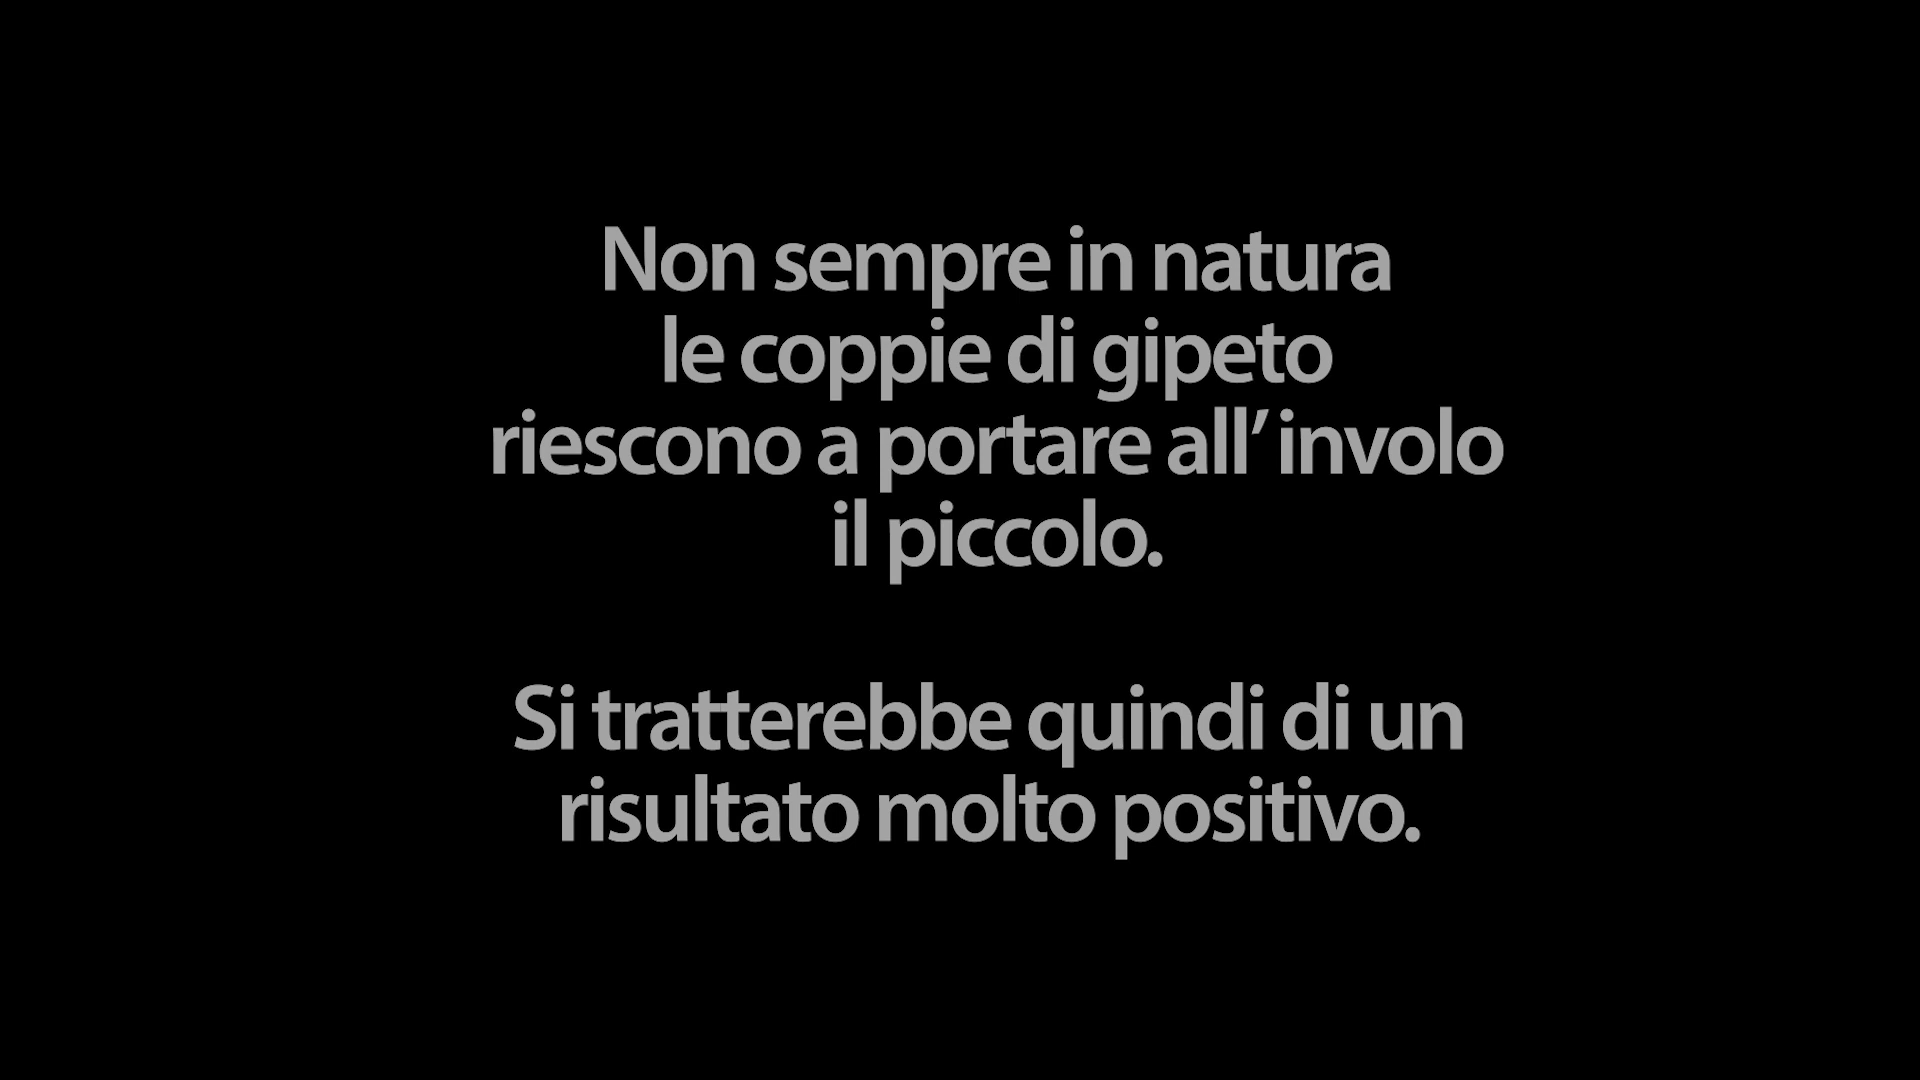 Non sempre in natura
le coppie di gipeto
riescono a portare all’involo
il piccolo.
Si tratterebbe quindi di un
risultato molto positivo.